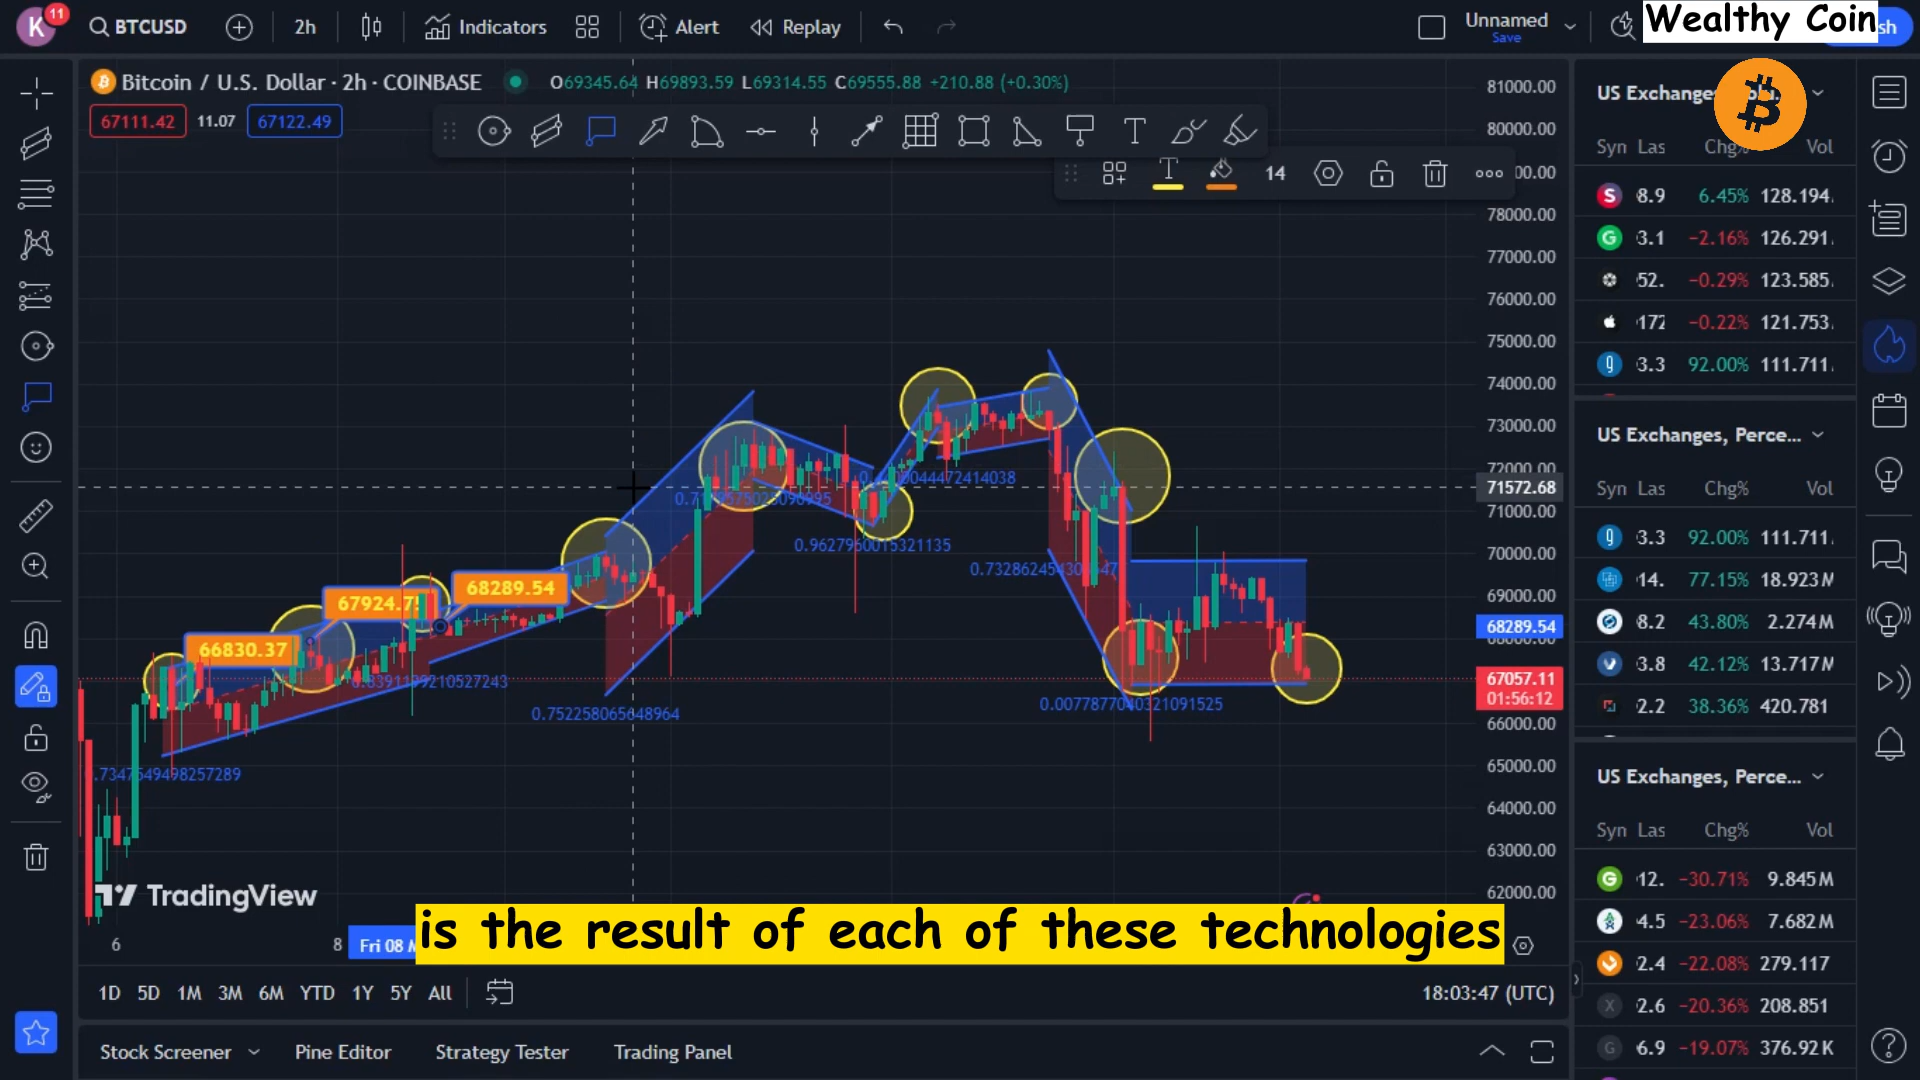 K 11 BTCUSD 2h Indicators Alert Replay Unnamed Save Wealthy Coin sh
Bitcoin / U.S. Dollar · 2h · COINBASE O69345.64 H69893.59 L69314.55 C69555.88 +210.88 (+0.30%)
67111.42 11.07 67122.49
14
81000.00
80000.00
78000.00
77000.00
76000.00
75000.00
74000.00
73000.00
72000.00
71572.68
71000.00
70000.00
69000.00
68289.54
67057.11
01:56:12
66000.00
65000.00
64000.00
63000.00
62000.00
66830.37
67924.7
68289.54
0.9627960015321135
0.752258065648964
0.0077877040321091525
TradingView
is the result of each of these technologies
6 8 Fri 08
1D 5D 1M 3M 6M YTD 1Y 5Y All 18:03:47 (UTC)
Stock Screener Pine Editor Strategy Tester Trading Panel
US Exchanges
Syn Las Chg% Vol
8.9 6.45% 128.194
3.1 −2.16% 126.291
52. −0.29% 123.585
172 −0.22% 121.753
3.3 92.00% 111.711
US Exchanges, Perce...
Syn Las Chg% Vol
3.3 92.00% 111.711
14. 77.15% 18.923M
8.2 43.80% 2.274M
3.8 42.12% 13.717M
2.2 38.36% 420.781
US Exchanges, Perce...
Syn Las Chg% Vol
12. −30.71% 9.845M
4.5 −23.06% 7.682M
2.4 −22.08% 279.117
2.6 −20.36% 208.851
6.9 −19.07% 376.92K